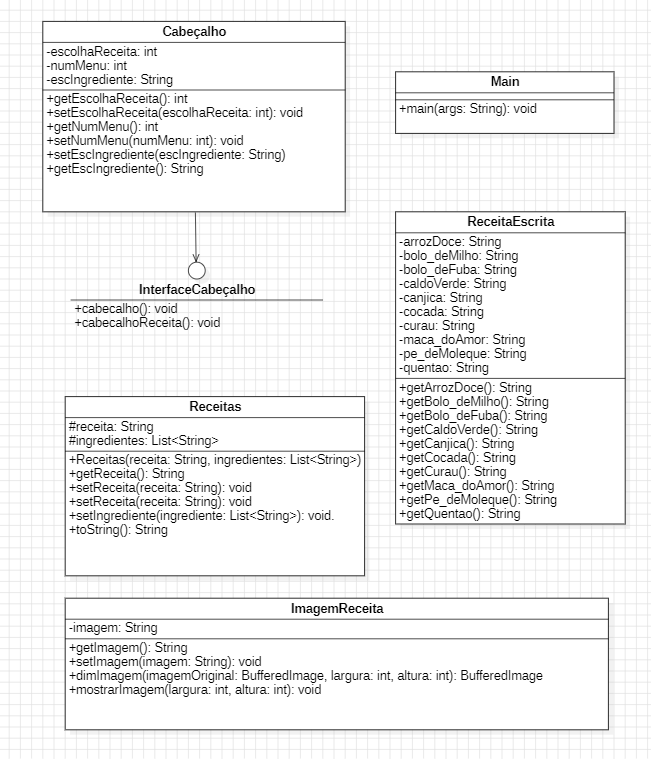 Cabeçalho
-escolhaReceita: int
-numMenu: int
-escIngrediente: String
+getEscolhaReceita(): int
+setEscolhaReceita(escolhaReceita: int): void
+getNumMenu(): int
+setNumMenu(numMenu: int): void
+setEscIngrediente(escIngrediente: String)
+getEscIngrediente(): String
InterfaceCabeçalho
+cabecalho(): void
+cabecalhoReceita(): void
Main
+main(args: String): void
ReceitaEscrita
-arrozDoce: String
-bolo_deMilho: String
-bolo_deFuba: String
-caldoVerde: String
-canjica: String
-cocada: String
-curau: String
-maca_doAmor: String
-pe_deMoleque: String
-quentao: String
+getArrozDoce(): String
+getBolo_deMilho(): String
+getBolo_deFuba(): String
+getCaldoVerde(): String
+getCanjica(): String
+getCocada(): String
+getCurau(): String
+getMaca_doAmor(): String
+getPe_deMoleque(): String
+getQuentao(): String
Receitas
#receita: String
#ingredientes: List<String>
+Receitas(receita: String, ingredientes: List<String>)
+getReceita(): String
+setReceita(receita: String): void
+setReceita(receita: String): void
+setIngrediente(ingrediente: List<String>): void.
+toString(): String
ImagemReceita
-imagem: String
+getImagem(): String
+setImagem(imagem: String): void
+dimImagem(imagemOriginal: BufferedImage, largura: int, altura: int): BufferedImage
+mostrarImagem(largura: int, altura: int): void